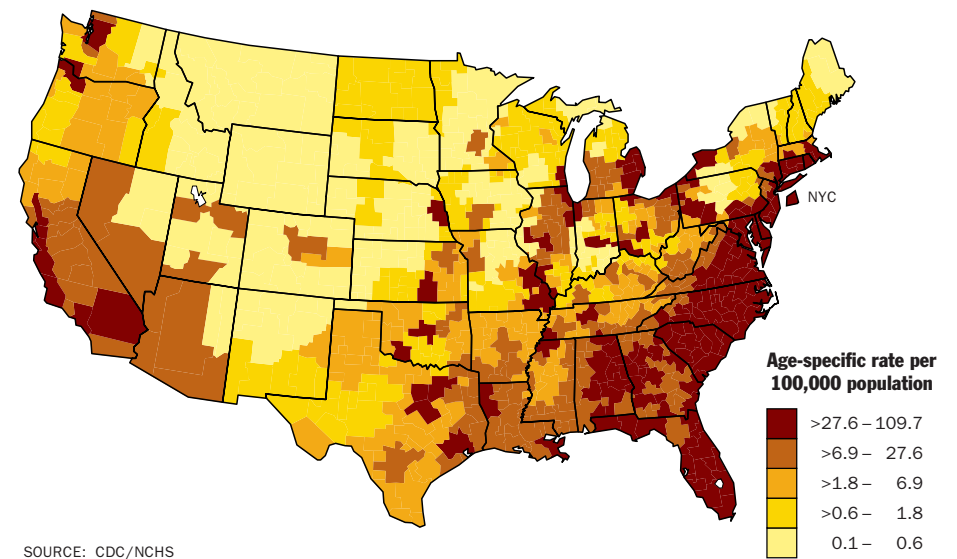 NYC
Age-specific rate per
100,000 population
>27.6 – 109.7
>6.9 – 27.6
>1.8 – 6.9
>0.6 – 1.8
0.1 – 0.6
SOURCE: CDC/NCHS